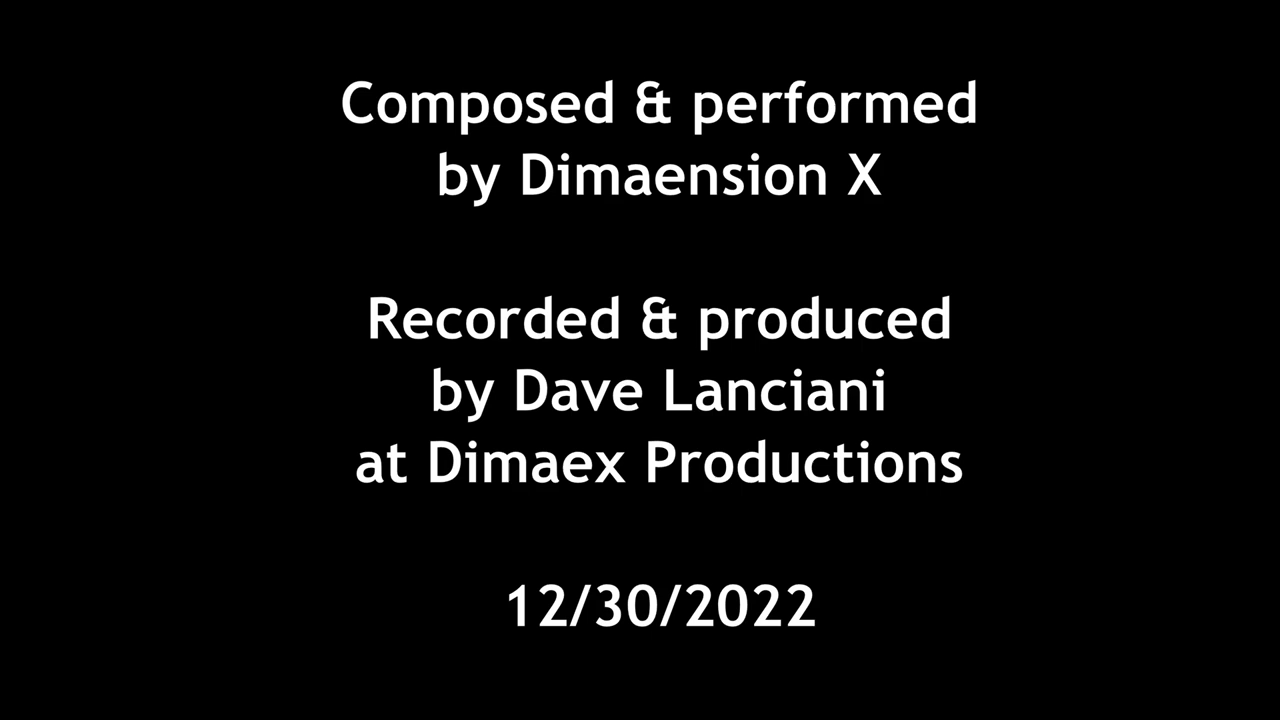 Composed & performed
by Dimaension X
Recorded & produced
by Dave Lanciani
at Dimaex Productions
12/30/2022